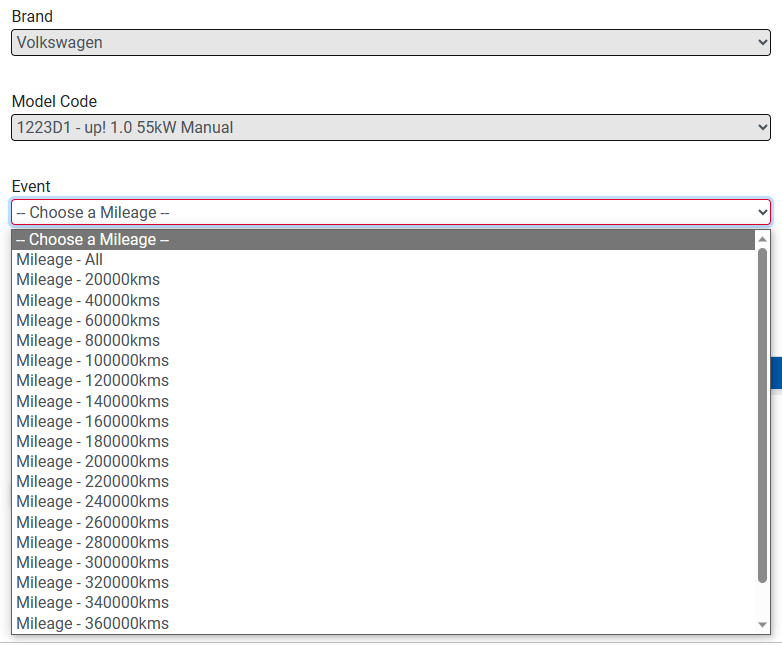 Brand
Volkswagen
Model Code
1223D1 - up! 1.0 55kW Manual
Event
-- Choose a Mileage --
-- Choose a Mileage --
Mileage - All
Mileage - 20000kms
Mileage - 40000kms
Mileage - 60000kms
Mileage - 80000kms
Mileage - 100000kms
Mileage - 120000kms
Mileage - 140000kms
Mileage - 160000kms
Mileage - 180000kms
Mileage - 200000kms
Mileage - 220000kms
Mileage - 240000kms
Mileage - 260000kms
Mileage - 280000kms
Mileage - 300000kms
Mileage - 320000kms
Mileage - 340000kms
Mileage - 360000kms